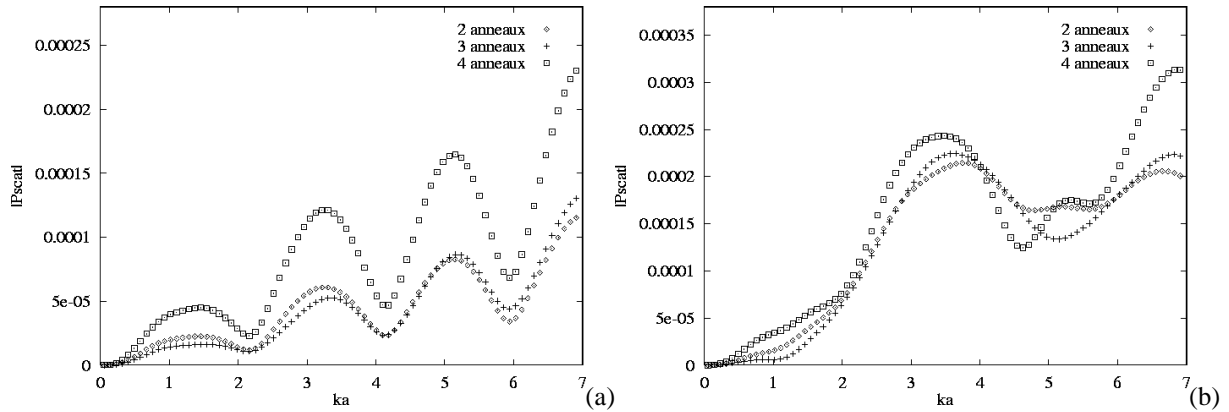 0.00025
0.0002
0.00015
0.0001
5e-05
0
0 1 2 3 4 5 6 7
ka
|Pscat|
2 anneaux
3 anneaux
4 anneaux
(a)
0.00035
0.0003
0.00025
0.0002
0.00015
0.0001
5e-05
0
0 1 2 3 4 5 6 7
ka
|Pscat|
2 anneaux
3 anneaux
4 anneaux
(b)